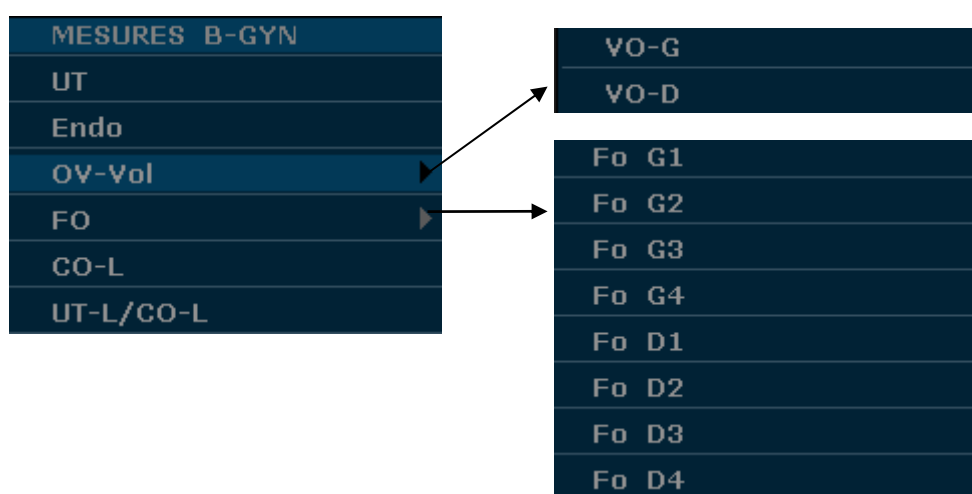 MESURES B-GYN
UT
Endo
OV-Vol
FO
CO-L
UT-L/CO-L
VO-G
VO-D
Fo G1
Fo G2
Fo G3
Fo G4
Fo D1
Fo D2
Fo D3
Fo D4